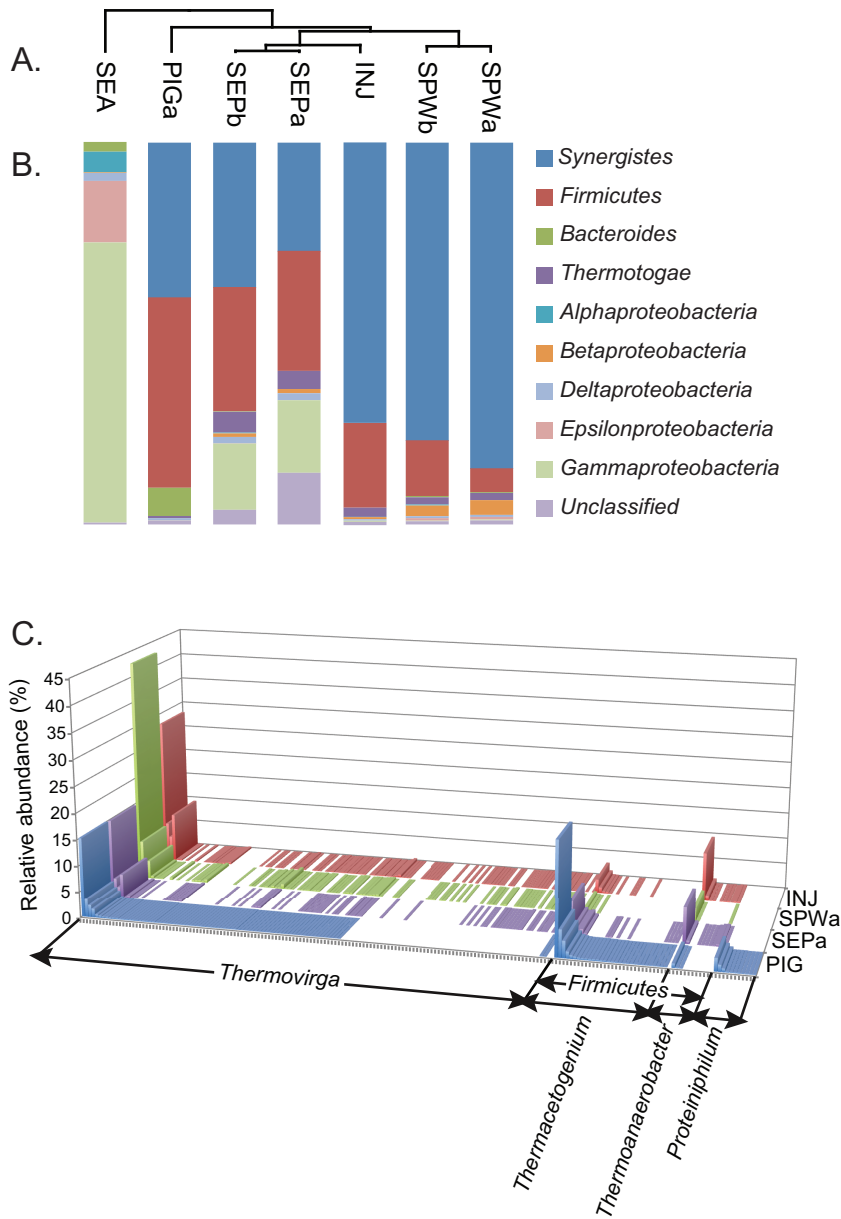 A.
SEA
PIGa
SEPb
SEPa
INJ
SPWb
SPWa
B.
Synergistes
Firmicutes
Bacteroides
Thermotogae
Alphaproteobacteria
Betaproteobacteria
Deltaproteobacteria
Epsilonproteobacteria
Gammaproteobacteria
Unclassified
C.
Relative abundance (%)
45
40
35
30
25
20
15
10
5
0
INJ
SPWa
SEPa
PIG
Thermovirga
Firmicutes
Thermacetogenium
Thermoanaerobacter
Proteiniphilum